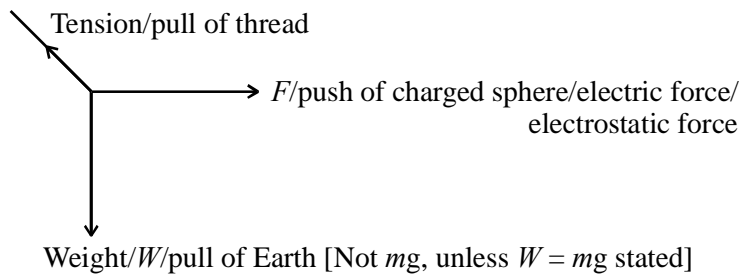 Tension/pull of thread
F/push of charged sphere/electric force/
electrostatic force
Weight/W/pull of Earth [Not mg, unless W = mg stated]